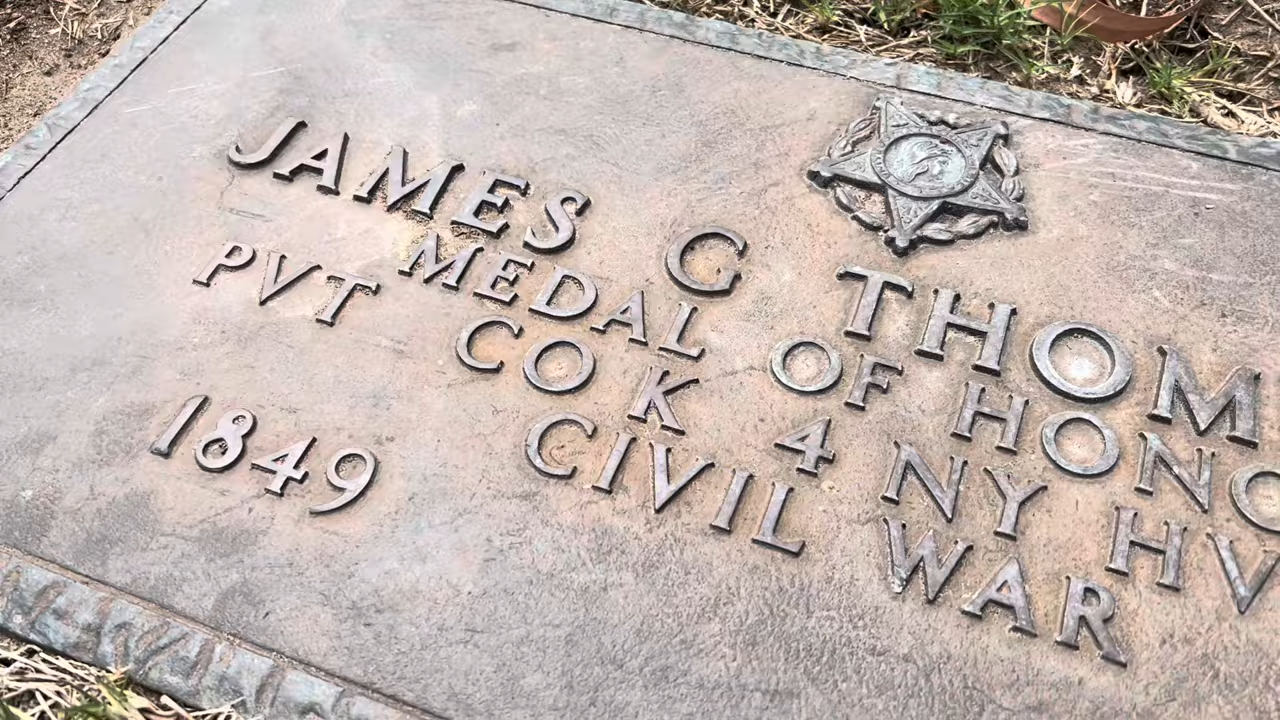 JAMES G THOM
MEDAL OF HONO
PVT CO K 4 NY HV
CIVIL WAR
1849